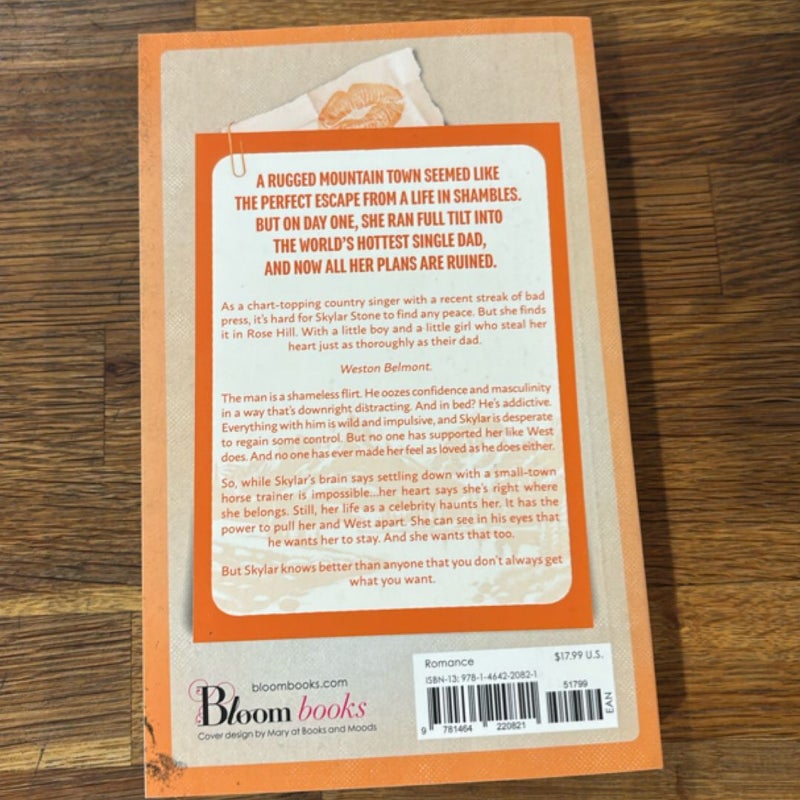 A RUGGED MOUNTAIN TOWN SEEMED LIKE
THE PERFECT ESCAPE FROM A LIFE IN SHAMBLES.
BUT ON DAY ONE, SHE RAN FULL TILT INTO
THE WORLD'S HOTTEST SINGLE DAD,
AND NOW ALL HER PLANS ARE RUINED.
As a chart-topping country singer with a recent streak of bad
press, it's hard for Skylar Stone to find any peace. But she finds
it in Rose Hill. With a little boy and a little girl who steal her
heart just as thoroughly as their dad.
Weston Belmont.
The man is a shameless flirt. He oozes confidence and masculinity
in a way that's downright distracting. And in bed? He's addictive.
Everything with him is wild and impulsive, and Skylar is desperate
to regain some control. But no one has supported her like West
does. And no one has ever made her feel as loved as he does either.
So, while Skylar's brain says settling down with a small-town
horse trainer is impossible...her heart says she's right where
she belongs. Still, her life as a celebrity haunts her. It has the
power to pull her and West apart. She can see in his eyes that
he wants her to stay. And she wants that too.
But Skylar knows better than anyone that you don't always get
what you want.
bloombooks.com
Bloom books
Cover design by Mary at Books and Moods
Romance
$17.99 U.S.
ISBN-13: 978-1-4642-2082-1
51799
9 781464 220821
EAN